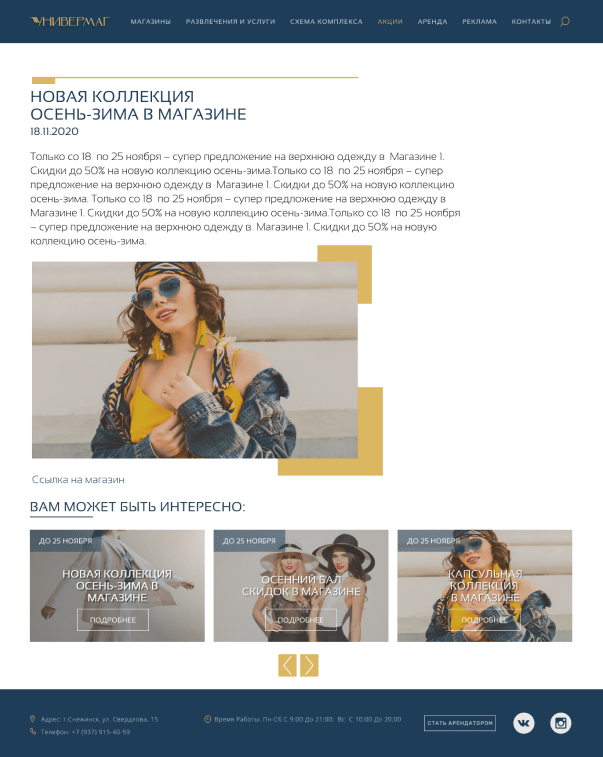 УНИВЕРМАГ
МАГАЗИНЫ РАЗВЛЕЧЕНИЯ И УСЛУГИ СХЕМА КОМПЛЕКСА АКЦИИ АРЕНДА РЕКЛАМА КОНТАКТЫ
НОВАЯ КОЛЛЕКЦИЯ
ОСЕНЬ-ЗИМА В МАГАЗИНЕ
18.11.2020
Только со 18 по 25 ноября – супер предложение на верхнюю одежду в Магазине 1.
Скидки до 50% на новую коллекцию осень-зима.Только со 18 по 25 ноября – супер
предложение на верхнюю одежду в Магазине 1. Скидки до 50% на новую коллекцию
осень-зима. Только со 18 по 25 ноября – супер предложение на верхнюю одежду в
Магазине 1. Скидки до 50% на новую коллекцию осень-зима.Только со 18 по 25 ноября
– супер предложение на верхнюю одежду в Магазине 1. Скидки до 50% на новую
коллекцию осень-зима.
Ссылка на магазин
ВАМ МОЖЕТ БЫТЬ ИНТЕРЕСНО:
ДО 25 НОЯБРЯ
НОВАЯ КОЛЛЕКЦИЯ
ОСЕНЬ-ЗИМА В
МАГАЗИНЕ
ПОДРОБНЕЕ
ДО 25 НОЯБРЯ
ОСЕННИЙ БАЛ
СКИДОК В МАГАЗИНЕ
ПОДРОБНЕЕ
ДО 25 НОЯБРЯ
КАПСУЛЬНАЯ
КОЛЛЕКЦИЯ
В МАГАЗИНЕ
ПОДРОБНЕЕ
Адрес: г.Снежинск, ул. Свердлова, 15
Телефон: +7 (937) 915-40-59
Время Работы: Пн-Сб С 9:00 До 21:00; Вс С 10:00 До 20:00
СТАТЬ АРЕНДАТОРОМ